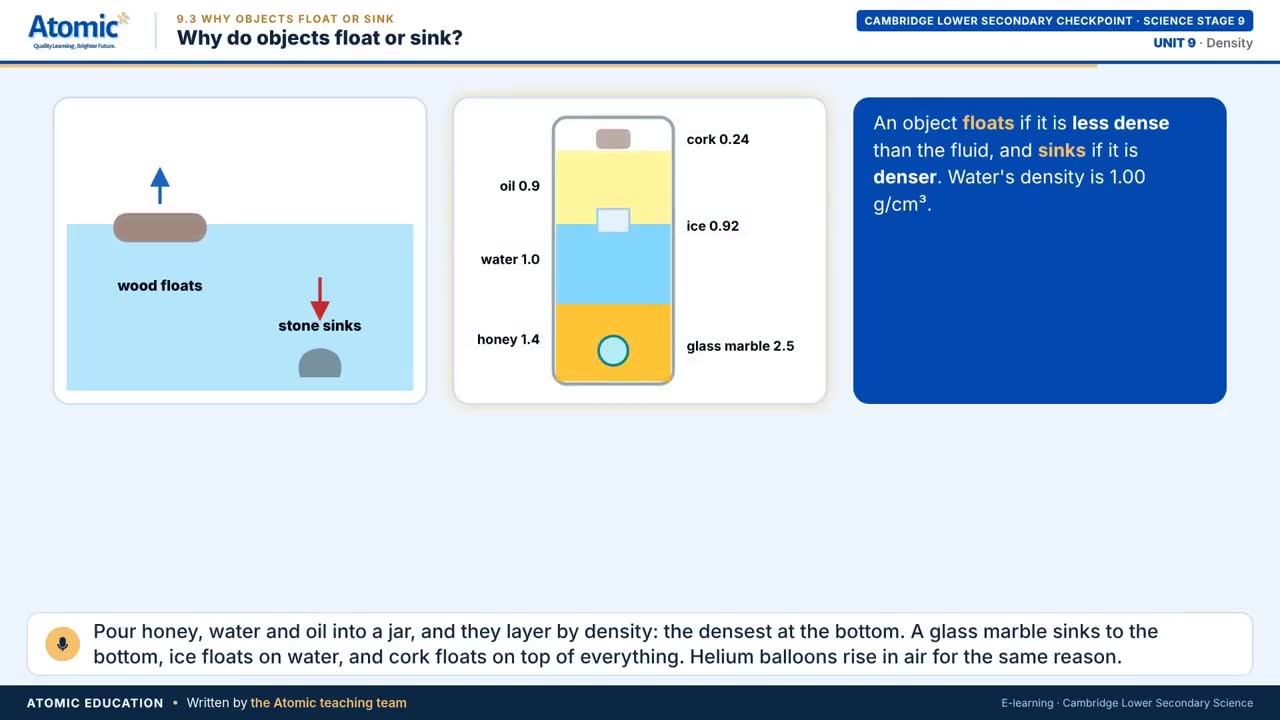 Atomic
Quality Learning, Brighter Future.
9.3 WHY OBJECTS FLOAT OR SINK
Why do objects float or sink?
CAMBRIDGE LOWER SECONDARY CHECKPOINT · SCIENCE STAGE 9
UNIT 9 · Density
wood floats
stone sinks
cork 0.24
oil 0.9
ice 0.92
water 1.0
honey 1.4
glass marble 2.5
An object floats if it is less dense
than the fluid, and sinks if it is
denser. Water's density is 1.00
g/cm³.
Pour honey, water and oil into a jar, and they layer by density: the densest at the bottom. A glass marble sinks to the
bottom, ice floats on water, and cork floats on top of everything. Helium balloons rise in air for the same reason.
ATOMIC EDUCATION • Written by the Atomic teaching team
E-learning · Cambridge Lower Secondary Science